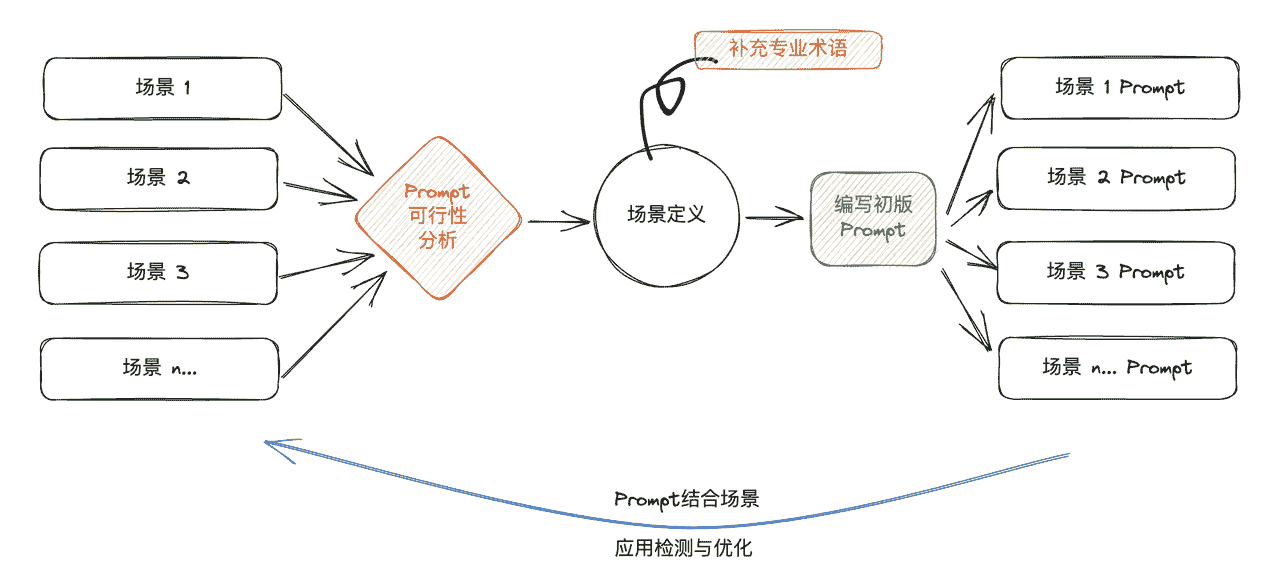 补充专业术语
场景 1
场景 2
场景 3
场景 n...
Prompt
可行性
分析
场景定义
编写初版
Prompt
场景 1 Prompt
场景 2 Prompt
场景 3 Prompt
场景 n... Prompt
Prompt结合场景
应用检测与优化